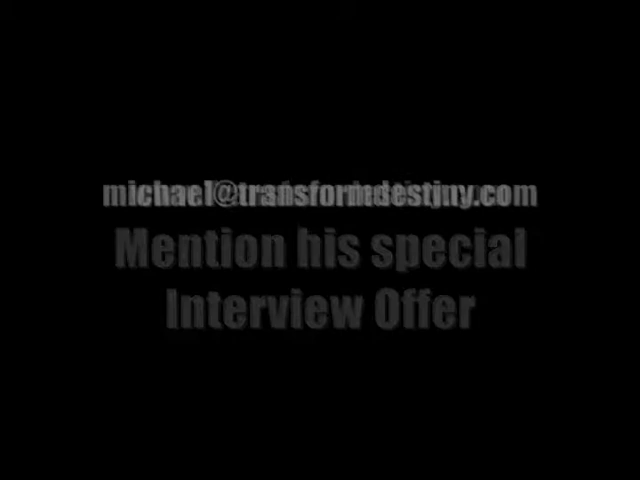 michael@transformdestiny.com
Mention his special
Interview Offer